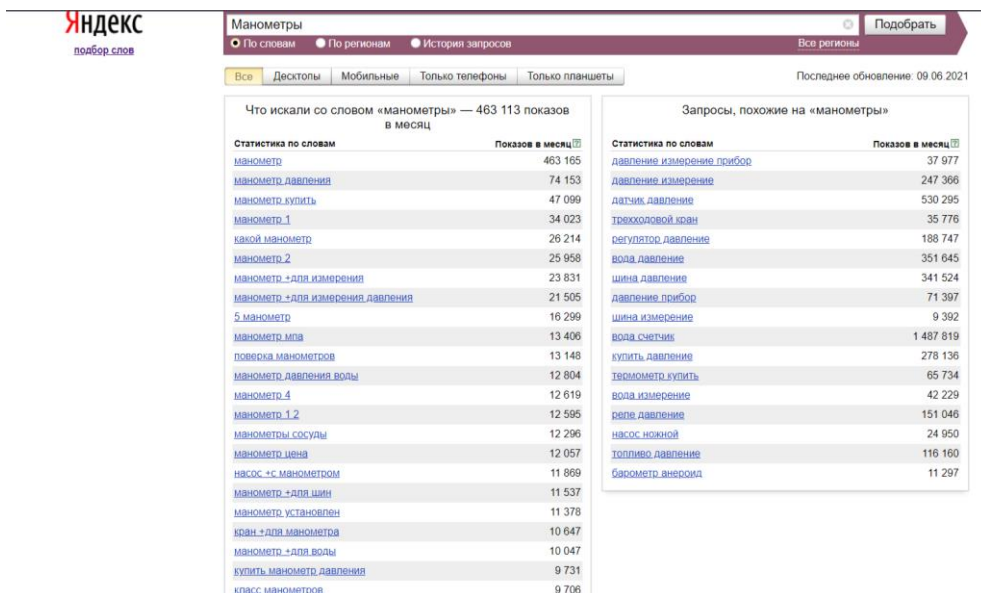 Яндекс
подбор слов
Манометры
Подобрать
По словам По регионам История запросов Все регионы
Все Десктопы Мобильные Только телефоны Только планшеты
Последнее обновление: 09.06.2021
Что искали со словом «манометры» — 463 113 показов
в месяц
Статистика по словам Показов в месяц ?
манометр 463 165
манометр давления 74 153
манометр купить 47 099
манометр 1 34 023
какой манометр 26 214
манометр 2 25 958
манометр +для измерения 23 831
манометр +для измерения давления 21 505
5 манометр 16 299
манометр мпа 13 406
поверка манометров 13 148
манометр давления воды 12 804
манометр 4 12 619
манометр 1 2 12 595
манометры сосуды 12 296
манометр цена 12 057
насос +с манометром 11 869
манометр +для шин 11 537
манометр установлен 11 378
кран +для манометра 10 647
манометр +для воды 10 047
купить манометр давления 9 731
класс манометров 9 706
Запросы, похожие на «манометры»
Статистика по словам Показов в месяц ?
давление измерение прибор 37 977
давление измерение 247 366
датчик давление 530 295
трехходовой кран 35 776
регулятор давление 188 747
вода давление 351 645
шина давление 341 524
давление прибор 71 397
шина измерение 9 392
вода счетчик 1 487 819
купить давление 278 136
термометр купить 65 734
вода измерение 42 229
реле давление 151 046
насос ножной 24 950
топливо давление 116 160
барометр анероид 11 297